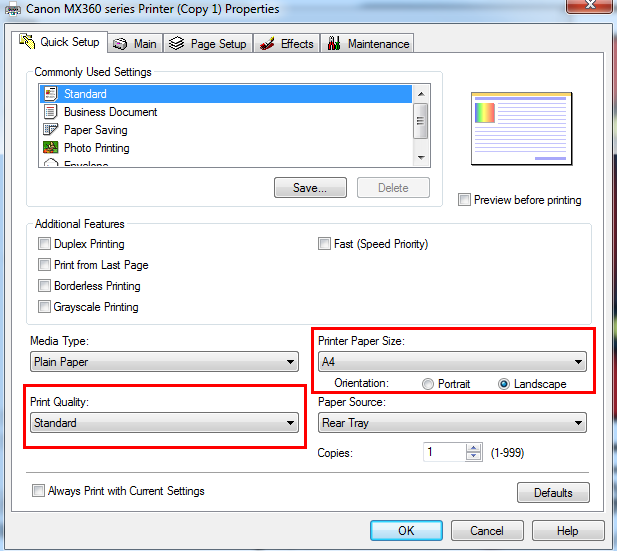 Canon MX360 series Printer (Copy 1) Properties
Quick Setup Main Page Setup Effects Maintenance
Commonly Used Settings
Standard
Business Document
Paper Saving
Photo Printing
Envelope
Save... Delete
Preview before printing
Additional Features
Duplex Printing Fast (Speed Priority)
Print from Last Page
Borderless Printing
Grayscale Printing
Media Type: Printer Paper Size:
Plain Paper A4
Orientation: Portrait Landscape
Print Quality: Paper Source:
Standard Rear Tray
Copies: 1 (1-999)
Always Print with Current Settings Defaults
OK Cancel Help